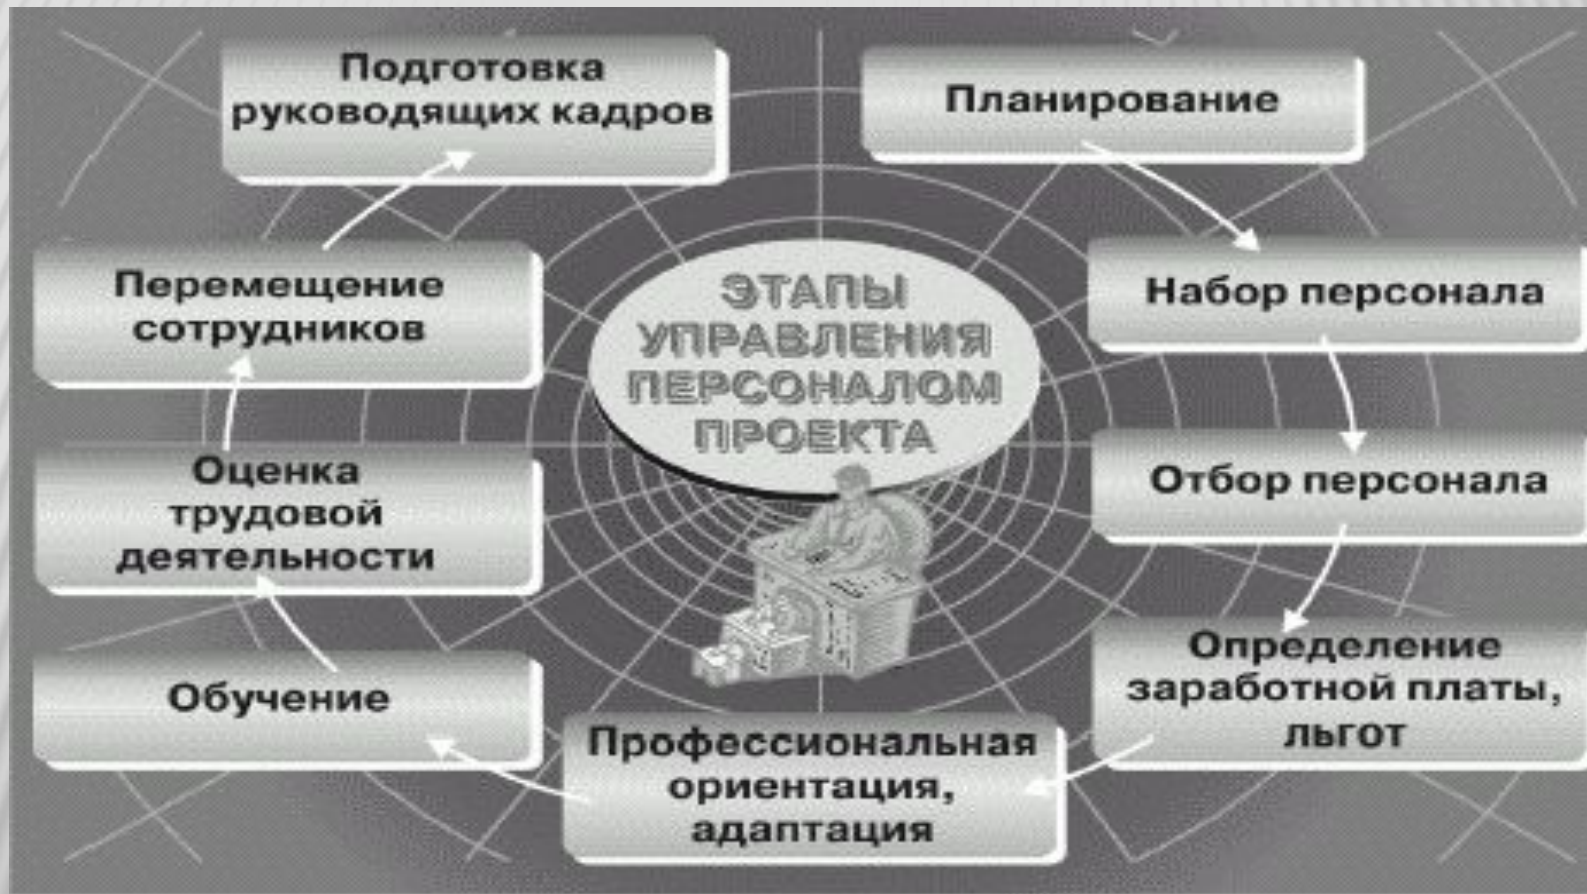 ЭТАПЫ
УПРАВЛЕНИЯ
ПЕРСОНАЛОМ
ПРОЕКТА
Планирование
Набор персонала
Отбор персонала
Определение
заработной платы,
льгот
Профессиональная
ориентация,
адаптация
Обучение
Оценка
трудовой
деятельности
Перемещение
сотрудников
Подготовка
руководящих кадров